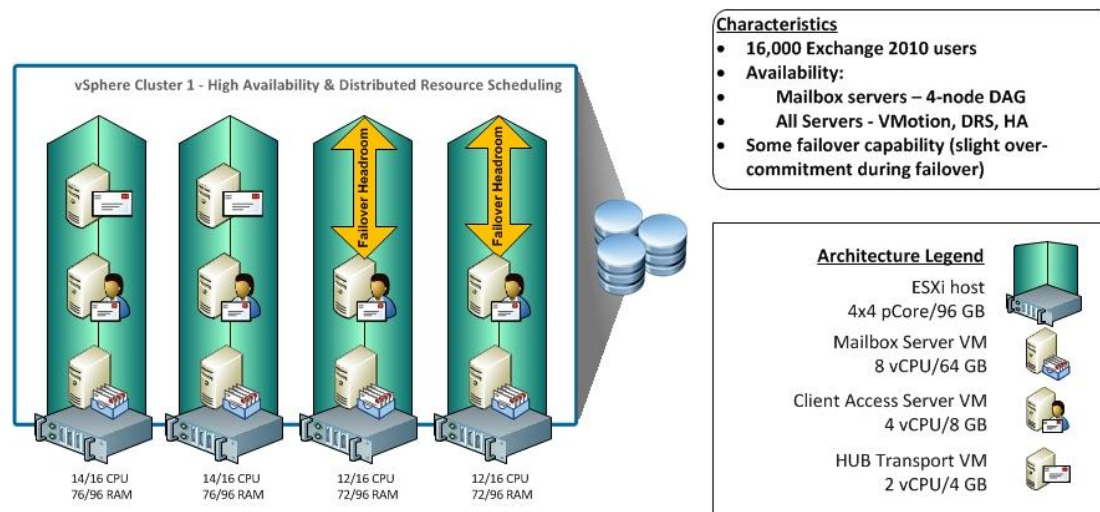 vSphere Cluster 1 - High Availability & Distributed Resource Scheduling
Failover Headroom
Failover Headroom
14/16 CPU
76/96 RAM
14/16 CPU
76/96 RAM
12/16 CPU
72/96 RAM
12/16 CPU
72/96 RAM
Characteristics
• 16,000 Exchange 2010 users
• Availability:
• Mailbox servers – 4-node DAG
• All Servers - VMotion, DRS, HA
• Some failover capability (slight over-
commitment during failover)
Architecture Legend
ESXi host
4x4 pCore/96 GB
Mailbox Server VM
8 vCPU/64 GB
Client Access Server VM
4 vCPU/8 GB
HUB Transport VM
2 vCPU/4 GB